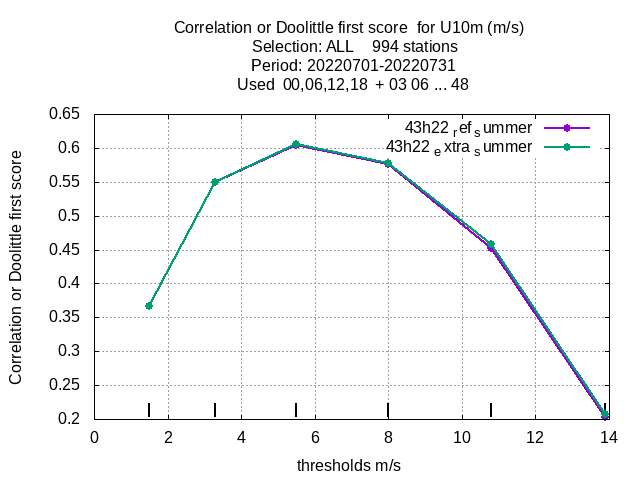 Correlation or Doolittle first score  for U10m (m/s)
Selection: ALL    994 stations
Period: 20220701-20220731
Used  00,06,12,18  + 03 06 ... 48
43h22 ref summer
43h22 extra summer
Correlation or Doolittle first score
0.65
0.6
0.55
0.5
0.45
0.4
0.35
0.3
0.25
0.2
0 2 4 6 8 10 12 14
thresholds m/s